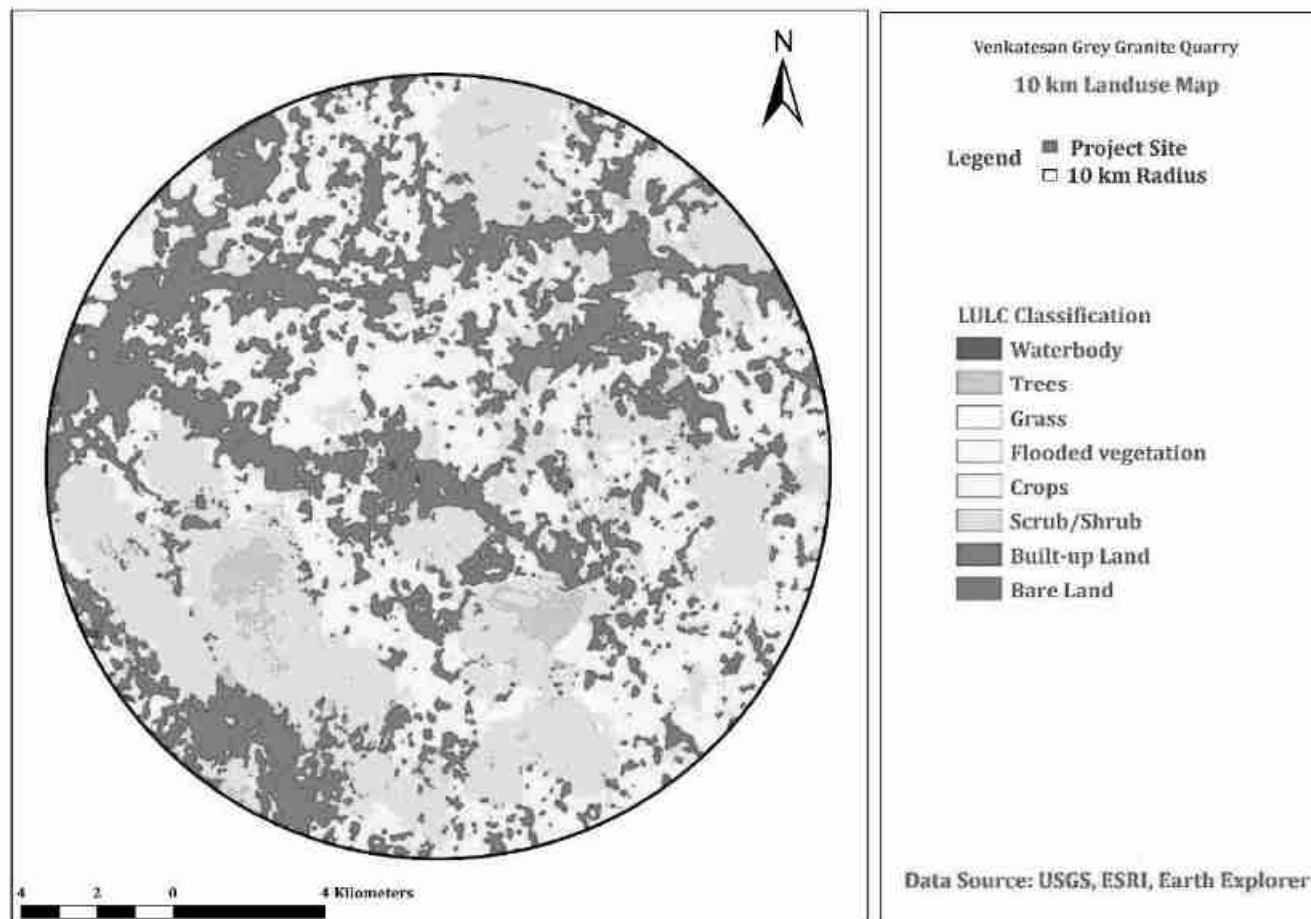 N
4 2 0 4 Kilometers
Venkatesan Grey Granite Quarry
10 km Landuse Map
Legend
Project Site
10 km Radius
LULC Classification
Waterbody
Trees
Grass
Flooded vegetation
Crops
Scrub/Shrub
Built-up Land
Bare Land
Data Source: USGS, ESRI, Earth Explorer